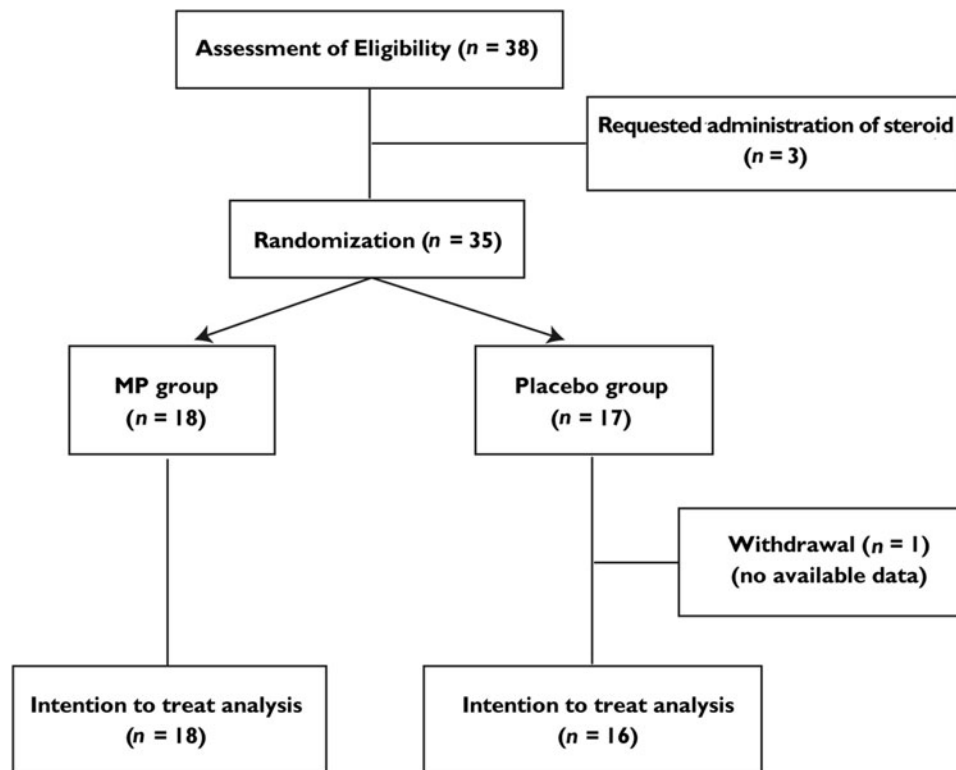 Assessment of Eligibility (n = 38)
Requested administration of steroid
(n = 3)
Randomization (n = 35)
MP group
(n = 18)
Placebo group
(n = 17)
Withdrawal (n = 1)
(no available data)
Intention to treat analysis
(n = 18)
Intention to treat analysis
(n = 16)